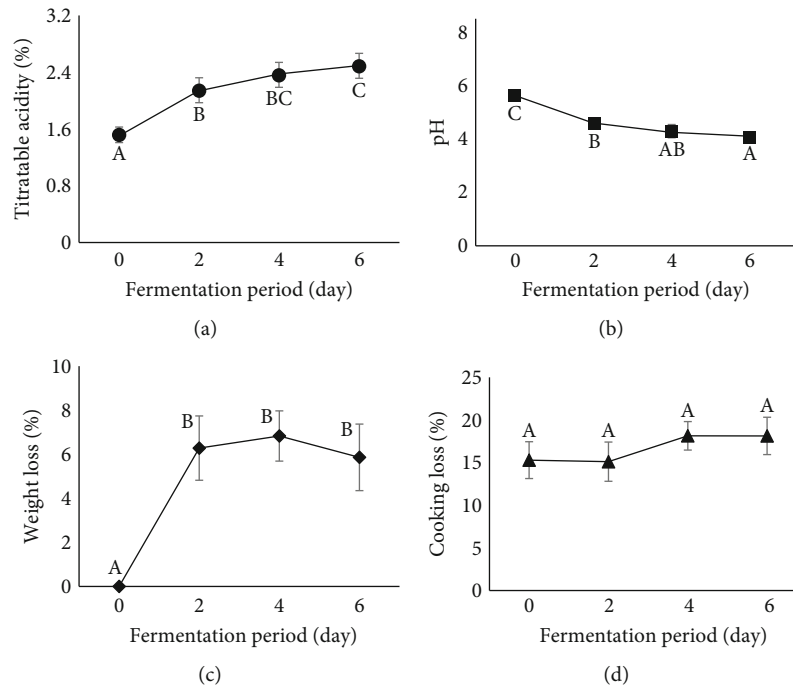 3.2
2.4
1.6
0.8
0
Titratable acidity (%)
A
B
BC
C
0 2 4 6
Fermentation period (day)
(a)
8
6
4
2
0
pH
C
B
AB
A
0 2 4 6
Fermentation period (day)
(b)
10
8
6
4
2
0
Weight loss (%)
A
B
B
B
0 2 4 6
Fermentation period (day)
(c)
25
20
15
10
5
0
Cooking loss (%)
A
A
A
A
0 2 4 6
Fermentation period (day)
(d)